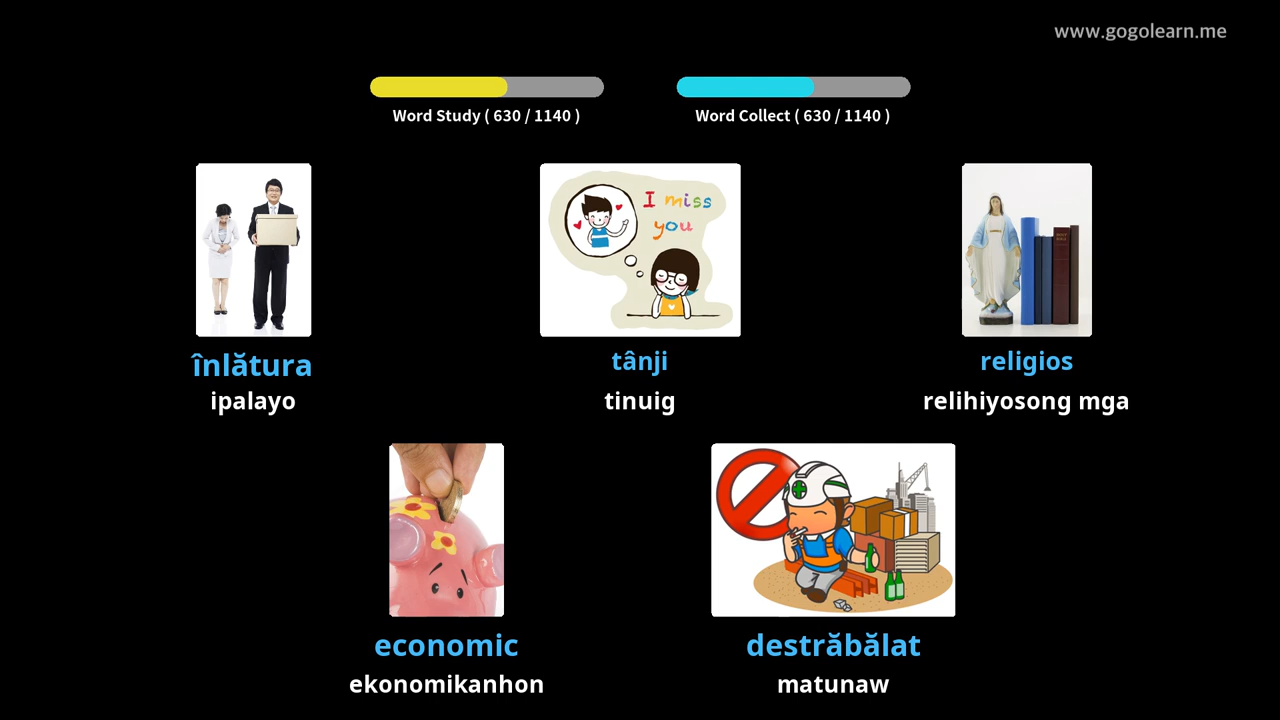 www.gogolearn.me
Word Study ( 630 / 1140 )
Word Collect ( 630 / 1140 )
I miss
you
înlătura
ipalayo
tânji
tinuig
religios
relihiyosong mga
economic
ekonomikanhon
destrăbălat
matunaw